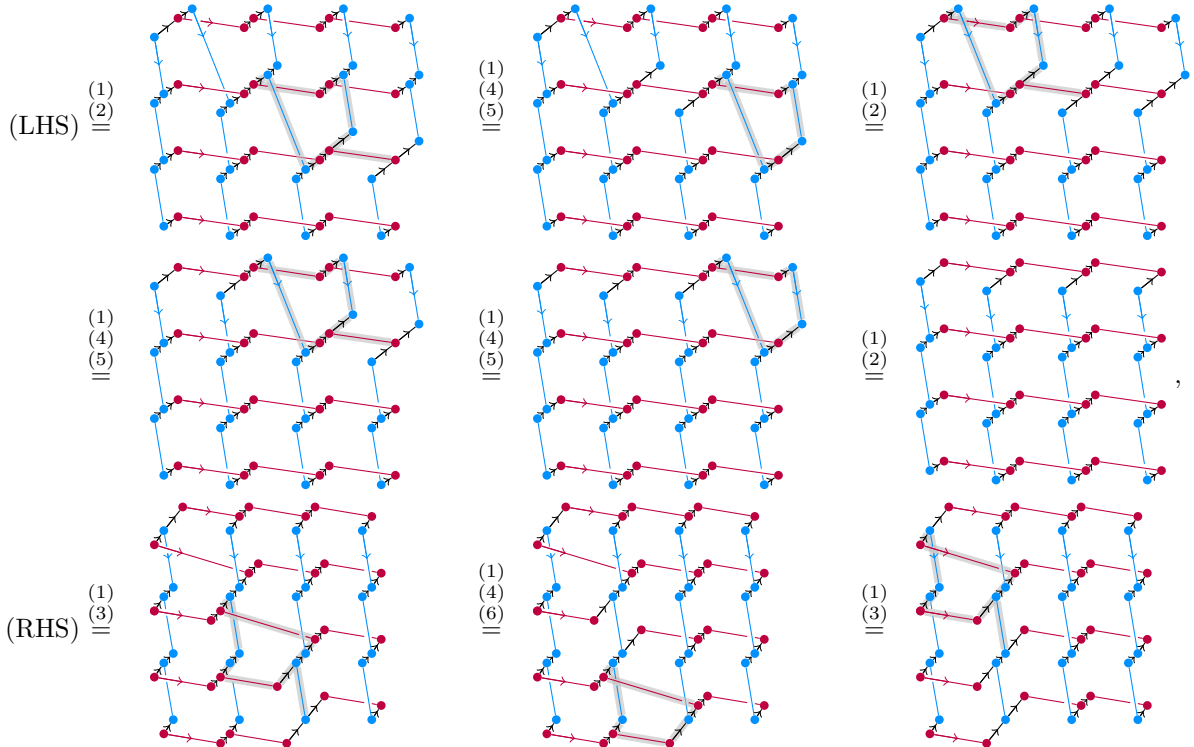 (LHS) (1) (2) = (1) (4) (5) = (1) (2) =
(1) (4) (5) = (1) (4) (5) = (1) (2) = ,
(RHS) (1) (3) = (1) (4) (6) = (1) (3) =